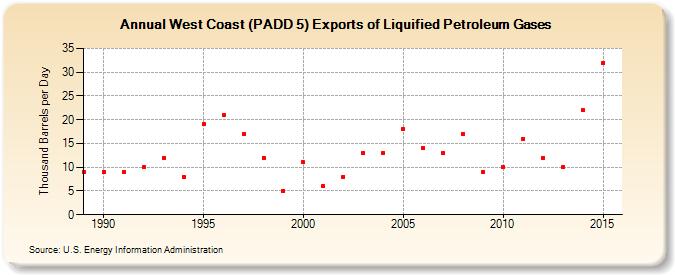 Annual West Coast (PADD 5) Exports of Liquified Petroleum Gases
Thousand Barrels per Day
35
30
25
20
15
10
5
0
1990 1995 2000 2005 2010 2015
Source: U.S. Energy Information Administration